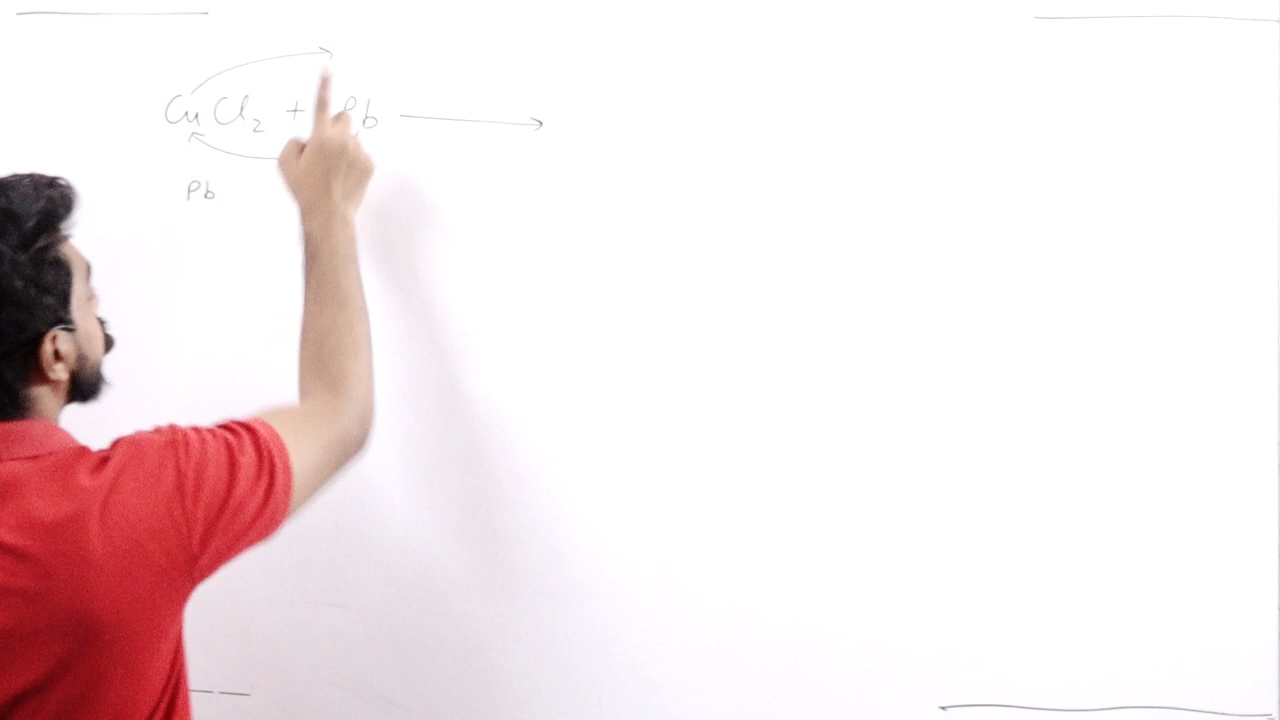 CuCl₂ + Pb ⟶
Pb